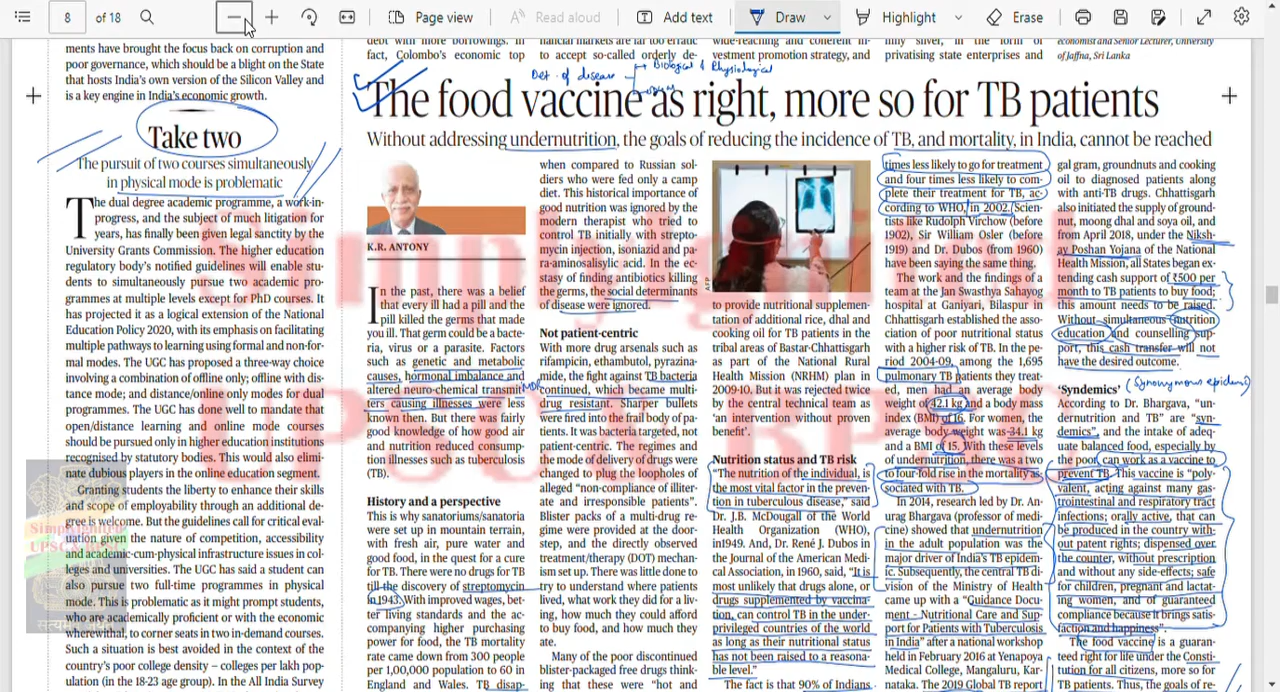 8 of 18
Page view
Read aloud
Add text
Draw
Highlight
Erase
ments have brought the focus back on corruption and
poor governance, which should be a blight on the State
that hosts India's own version of the Silicon Valley and
is a key engine in India's economic growth.
Take two
The pursuit of two courses simultaneously
in physical mode is problematic
The dual degree academic programme, a work-in-
progress, and the subject of much litigation for
years, has finally been given legal sanctity by the
University Grants Commission. The higher education
regulatory body's notified guidelines will enable stu-
dents to simultaneously pursue two academic pro-
grammes at multiple levels except for PhD courses. It
has projected it as a logical extension of the National
Education Policy 2020, with its emphasis on facilitating
multiple pathways to learning using formal and non-for-
mal modes. The UGC has proposed a three-way choice
involving a combination of offline only; offline with dis-
tance mode; and distance/online only modes for dual
programmes. The UGC has done well to mandate that
open/distance learning and online mode courses
should be pursued only in higher education institutions
recognised by statutory bodies. This would also elimi-
nate dubious players in the online education segment.
Granting students the liberty to enhance their skills
and scope of employability through an additional de-
gree is welcome. But the guidelines call for critical eval-
uation given the nature of competition, accessibility
and academic-cum-physical infrastructure issues in col-
leges and universities. The UGC has said a student can
also pursue two full-time programmes in physical
mode. This is problematic as it might prompt students,
who are academically proficient or with the economic
wherewithal, to corner seats in two in-demand courses.
Such a situation is best avoided in the context of the
country's poor college density – colleges per lakh pop-
ulation (in the 18-23 age group). In the All India Survey
debt with more borrowings. In
fact, Colombo's economic top
financial markets are far too erratic
to accept so-called orderly de-
wide-reaching and coherent in-
vestment promotion strategy, and
mily silver, in the form of
privatising state enterprises and
economist and Senior Lecturer, University
of Jaffna, Sri Lanka
Det. of disease
Biological & Physiological
The food vaccine as right, more so for TB patients
Without addressing undernutrition, the goals of reducing the incidence of TB, and mortality, in India, cannot be reached
K.R. ANTONY
In the past, there was a belief
that every ill had a pill and the
pill killed the germs that made
you ill. That germ could be a bacte-
ria, virus or a parasite. Factors
such as genetic and metabolic
causes, hormonal imbalance and
altered neuro-chemical transmit-
ters causing illnesses were less
known then. But there was fairly
good knowledge of how good air
and nutrition reduced consump-
tion illnesses such as tuberculosis
(TB).
History and a perspective
This is why sanatoriums/sanatoria
were set up in mountain terrain,
with fresh air, pure water and
good food, in the quest for a cure
for TB. There were no drugs for TB
till the discovery of streptomycin
in 1943. With improved wages, bet-
ter living standards and the ac-
companying higher purchasing
power for food, the TB mortality
rate came down from 300 people
per 1,00,000 population to 60 in
England and Wales. TB disap-
when compared to Russian sol-
diers who were fed only a camp
diet. This historical importance of
good nutrition was ignored by the
modern therapist who tried to
control TB initially with strepto-
mycin injection, isoniazid and pa-
ra-aminosalisylic acid. In the ec-
stasy of finding antibiotics killing
the germs, the social determinants
of disease were ignored.
Not patient-centric
With more drug arsenals such as
rifampicin, ethambutol, pyrazina-
mide, the fight against TB bacteria
MDR continued, which became multi-
drug resistant. Sharper bullets
were fired into the frail body of pa-
tients. It was bacteria targeted, not
patient-centric. The regimes and
the mode of delivery of drugs were
changed to plug the loopholes of
alleged "non-compliance of illiter-
ate and irresponsible patients".
Blister packs of a multi-drug re-
gime were provided at the door-
step, and the directly observed
treatment/therapy (DOT) mechan-
ism set up. There was little done to
try to understand where patients
lived, what work they did for a liv-
ing, how much they could afford
to buy food, and how much they
ate.
Many of the poor discontinued
blister-packaged free drugs think-
ing that these were "hot and
AFP
to provide nutritional supplemen-
tation of additional rice, dhal and
cooking oil for TB patients in the
tribal areas of Bastar-Chhattisgarh
as part of the National Rural
Health Mission (NRHM) plan in
2009-10. But it was rejected twice
by the central technical team as
'an intervention without proven
benefit'.
Nutrition status and TB risk
"The nutrition of the individual, is
the most vital factor in the preven-
tion in tuberculous disease," said
Dr. J.B. McDougall of the World
Health Organization (WHO),
in1949. And, Dr. René J. Dubos in
the Journal of the American Medi-
cal Association, in 1960, said, "It is
most unlikely that drugs alone, or
drugs supplemented by vaccina-
tion, can control TB in the under-
privileged countries of the world
as long as their nutritional status
has not been raised to a reasona-
ble level."
The fact is that 90% of Indians
times less likely to go for treatment
and four times less likely to com-
plete their treatment for TB, ac-
cording to WHO, in 2002. Scien-
tists like Rudolph Virchow (before
1902), Sir William Osler (before
1919) and Dr. Dubos (from 1960)
have been saying the same thing.
The work and the findings of a
team at the Jan Swasthya Sahayog
hospital at Ganiyari, Bilaspur in
Chhattisgarh established the asso-
ciation of poor nutritional status
with a higher risk of TB. In the pe-
riod 2004-09, among the 1,695
pulmonary TB patients they treat-
ed, men had an average body
weight of 42.1 kg and a body mass
index (BMI) of 16. For women, the
average body weight was 34.1 kg
and a BMI of 15. With these levels
of undernutrition, there was a two
to four-fold rise in the mortality as-
sociated with TB.
In 2014, research led by Dr. An-
urag Bhargava (professor of medi-
cine) showed that undernutrition
in the adult population was the
major driver of India's TB epidem-
ic. Subsequently, the central TB di-
vision of the Ministry of Health
came up with a "Guidance Docu-
ment – Nutritional Care and Sup-
port for Patients with Tuberculosis
in India" after a national workshop
held in February 2016 at Yenapoya
Medical College, Mangaluru, Kar-
nataka. The 2019 Global TB report
gal gram, groundnuts and cooking
oil to diagnosed patients along
with anti-TB drugs. Chhattisgarh
also initiated the supply of ground-
nut, moong dhal and soya oil, and
from April 2018, under the Niksh-
ay Poshan Yojana of the National
Health Mission, all States began ex-
tending cash support of ₹500 per
month to TB patients to buy food;
this amount needs to be raised.
Without simultaneous nutrition
education and counselling sup-
port, this cash transfer will not
have the desired outcome.
'Syndemics' (Synonymous epidemis)
According to Dr. Bhargava, "un-
dernutrition and TB" are "syn-
demics", and the intake of adeq-
uate balanced food, especially by
the poor, can work as a vaccine to
prevent TB. This vaccine is "poly-
valent, acting against many gas-
trointestinal and respiratory tract
infections; orally active, that can
be produced in the country with-
out patent rights; dispensed over
the counter, without prescription
and without any side-effects; safe
for children, pregnant and lactat-
ing women, and of guaranteed
compliance because it brings satis-
faction and happiness".
The food vaccine is a guaran-
teed right for life under the Consti-
tution for all citizens, more so for
TB patients. Thus, the goals of re-